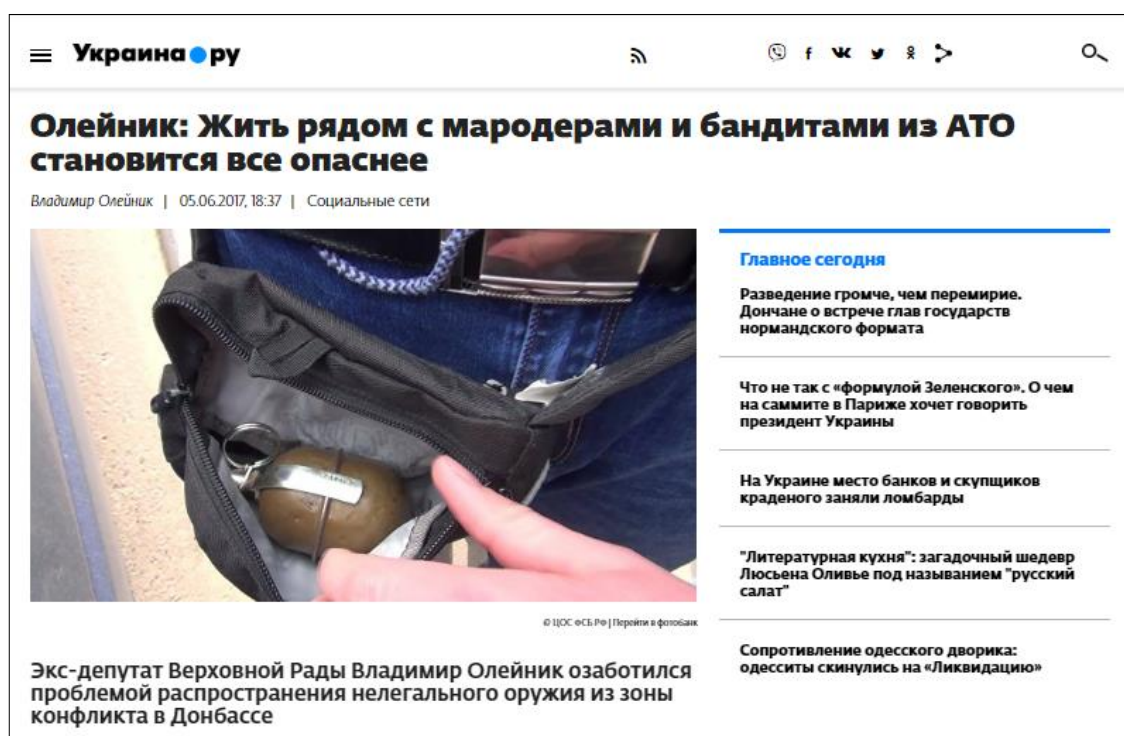 Украина ру
Олейник: Жить рядом с мародерами и бандитами из АТО
становится все опаснее
Владимир Олейник | 05.06.2017, 18:37 | Социальные сети
© ЦОС ФСБ РФ | Перейти в фотобанк
Экс-депутат Верховной Рады Владимир Олейник озаботился
проблемой распространения нелегального оружия из зоны
конфликта в Донбассе
Главное сегодня
Разведение громче, чем перемирие.
Дончане о встрече глав государств
нормандского формата
Что не так с «формулой Зеленского». О чем
на саммите в Париже хочет говорить
президент Украины
На Украине место банков и скупщиков
краденого заняли ломбарды
"Литературная кухня": загадочный шедевр
Люсьена Оливье под называнием "русский
салат"
Сопротивление одесского дворика:
одесситы скинулись на «Ликвидацию»